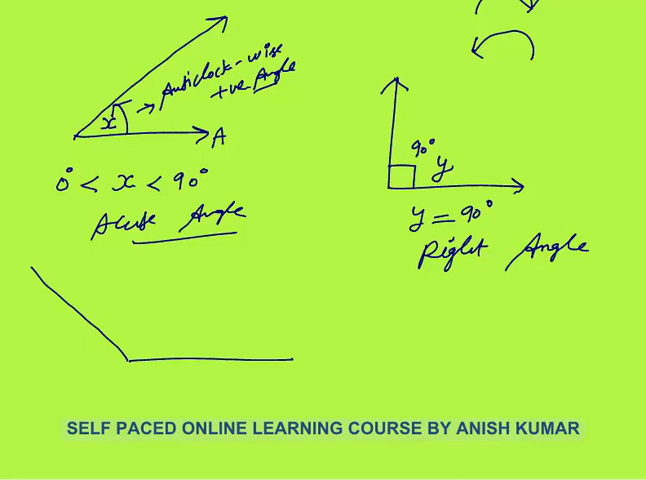 Anticlock-wise
+ve Angle
x
A
0° < x < 90°
Acute Angle
90°
y
y = 90°
Right Angle
SELF PACED ONLINE LEARNING COURSE BY ANISH KUMAR